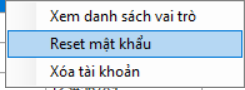 Xem danh sách vai trò
Reset mật khẩu
Xóa tài khoản